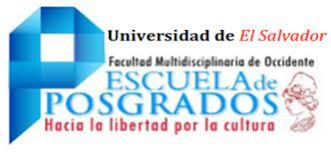 Universidad de El Salvador
Facultad Multidisciplinaria de Occidente
ESCUELA de
POSGRADOS
Hacia la libertad por la cultura